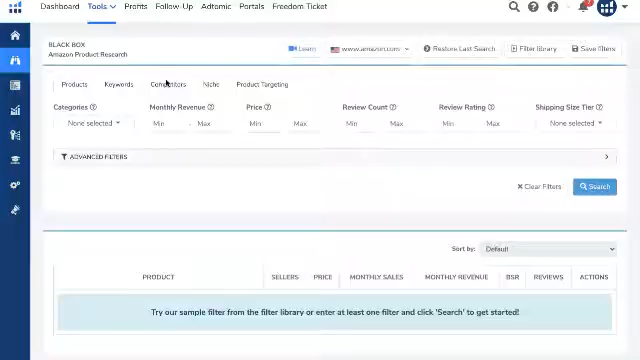 Dashboard Tools Profits Follow-Up Adtomic Portals Freedom Ticket
BLACK BOX
Amazon Product Research
Learn www.amazon.com Restore Last Search Filter library Save filters
Products Keywords Competitors Niche Product Targeting
Categories Monthly Revenue Price Review Count Review Rating Shipping Size Tier
None selected Min - Max Min Max Min Max Min Max None selected
ADVANCED FILTERS
Clear Filters Search
Sort by: Default
PRODUCT SELLERS PRICE MONTHLY SALES MONTHLY REVENUE BSR REVIEWS ACTIONS
Try our sample filter from the filter library or enter at least one filter and click 'Search' to get started!